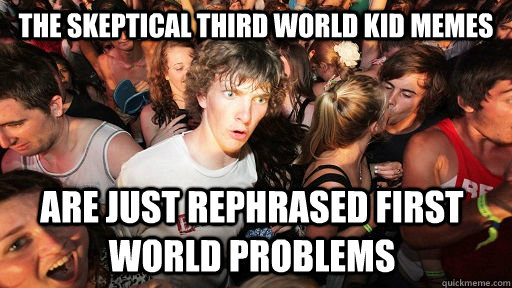 THE SKEPTICAL THIRD WORLD KID MEMES
ARE JUST REPHRASED FIRST
WORLD PROBLEMS
quickmeme.com